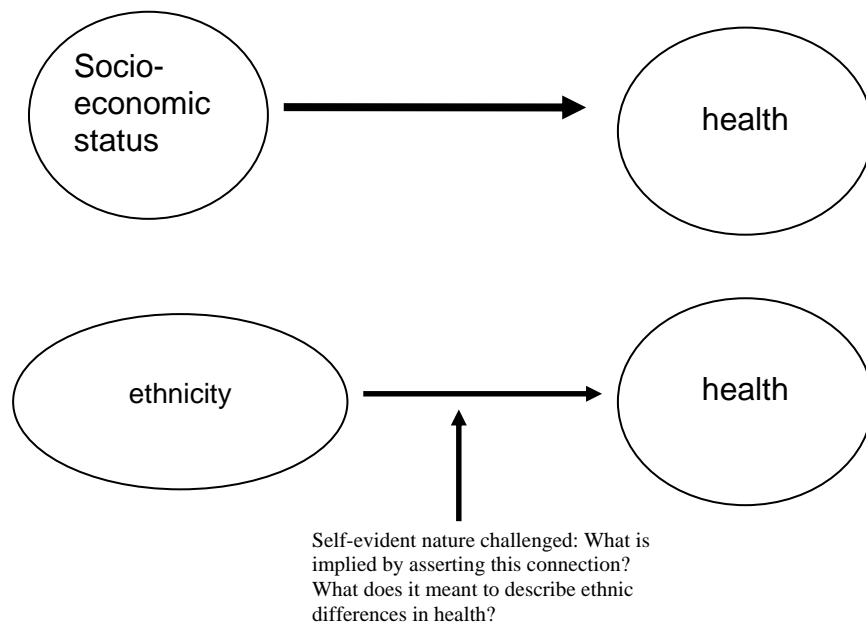 Socio-
economic
status
health
ethnicity
health
Self-evident nature challenged: What is
implied by asserting this connection?
What does it meant to describe ethnic
differences in health?